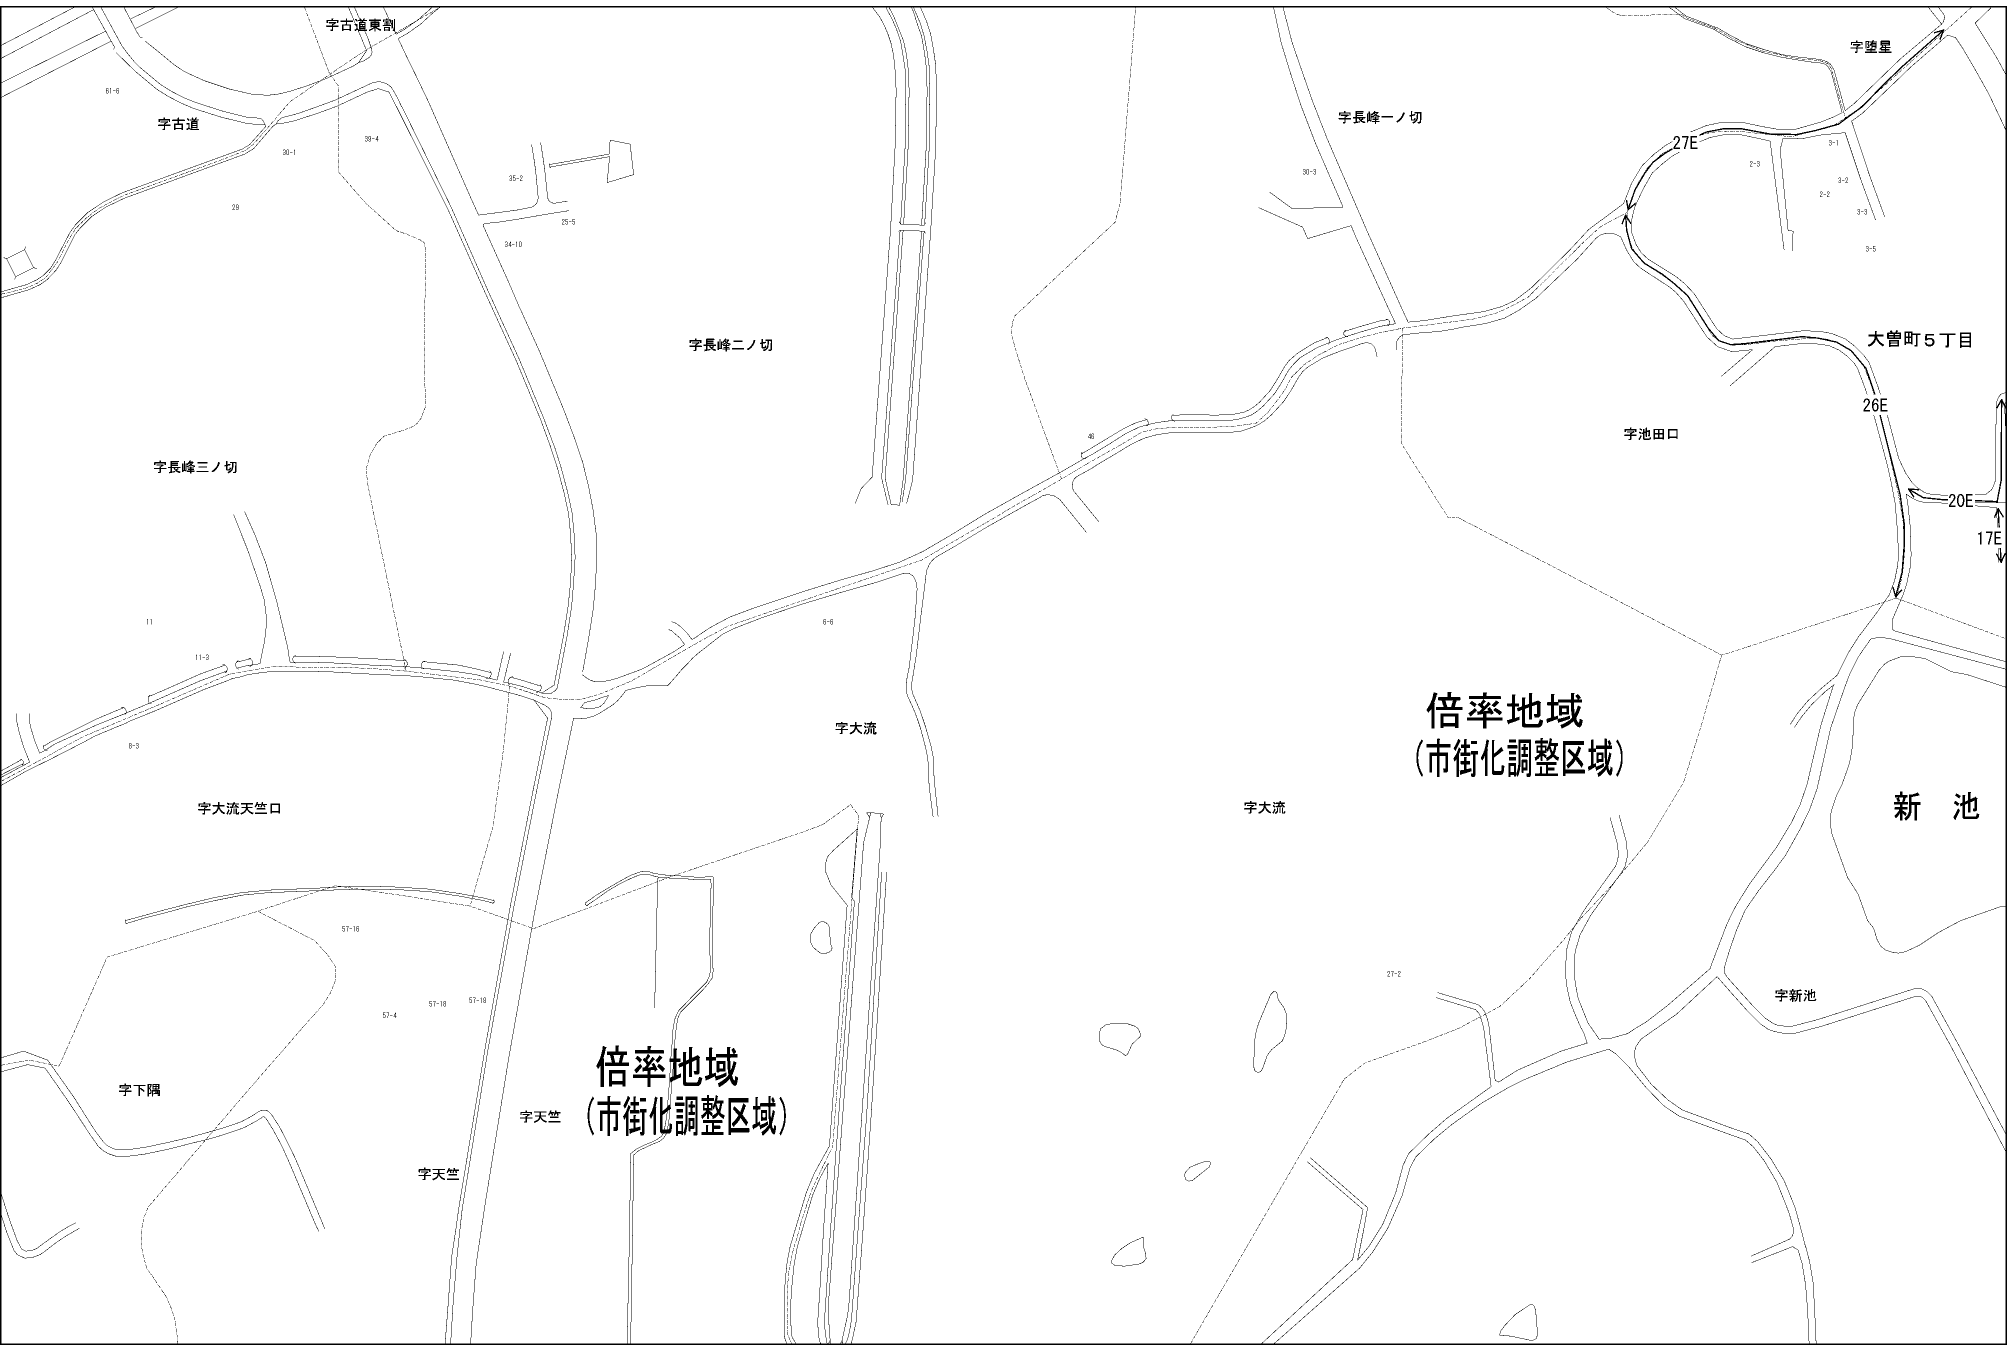 字古道東割
字堕星
61-6
字古道
字長峰一ノ切
39-4
30-1
27E
3-1
2-3
35-2
30-3
3-2
2-2
29
3-3
25-5
34-10
3-5
大曽町５丁目
字長峰二ノ切
26E
字池田口
46
字長峰三ノ切
20E
17E
11
6-6
11-3
倍率地域
字大流
8-3
（市街化調整区域）
字大流天竺口
字大流
新　池
57-16
27-2
字新池
57-18
57-19
57-4
倍率地域
字下隅
字天竺
（市街化調整区域）
字天竺